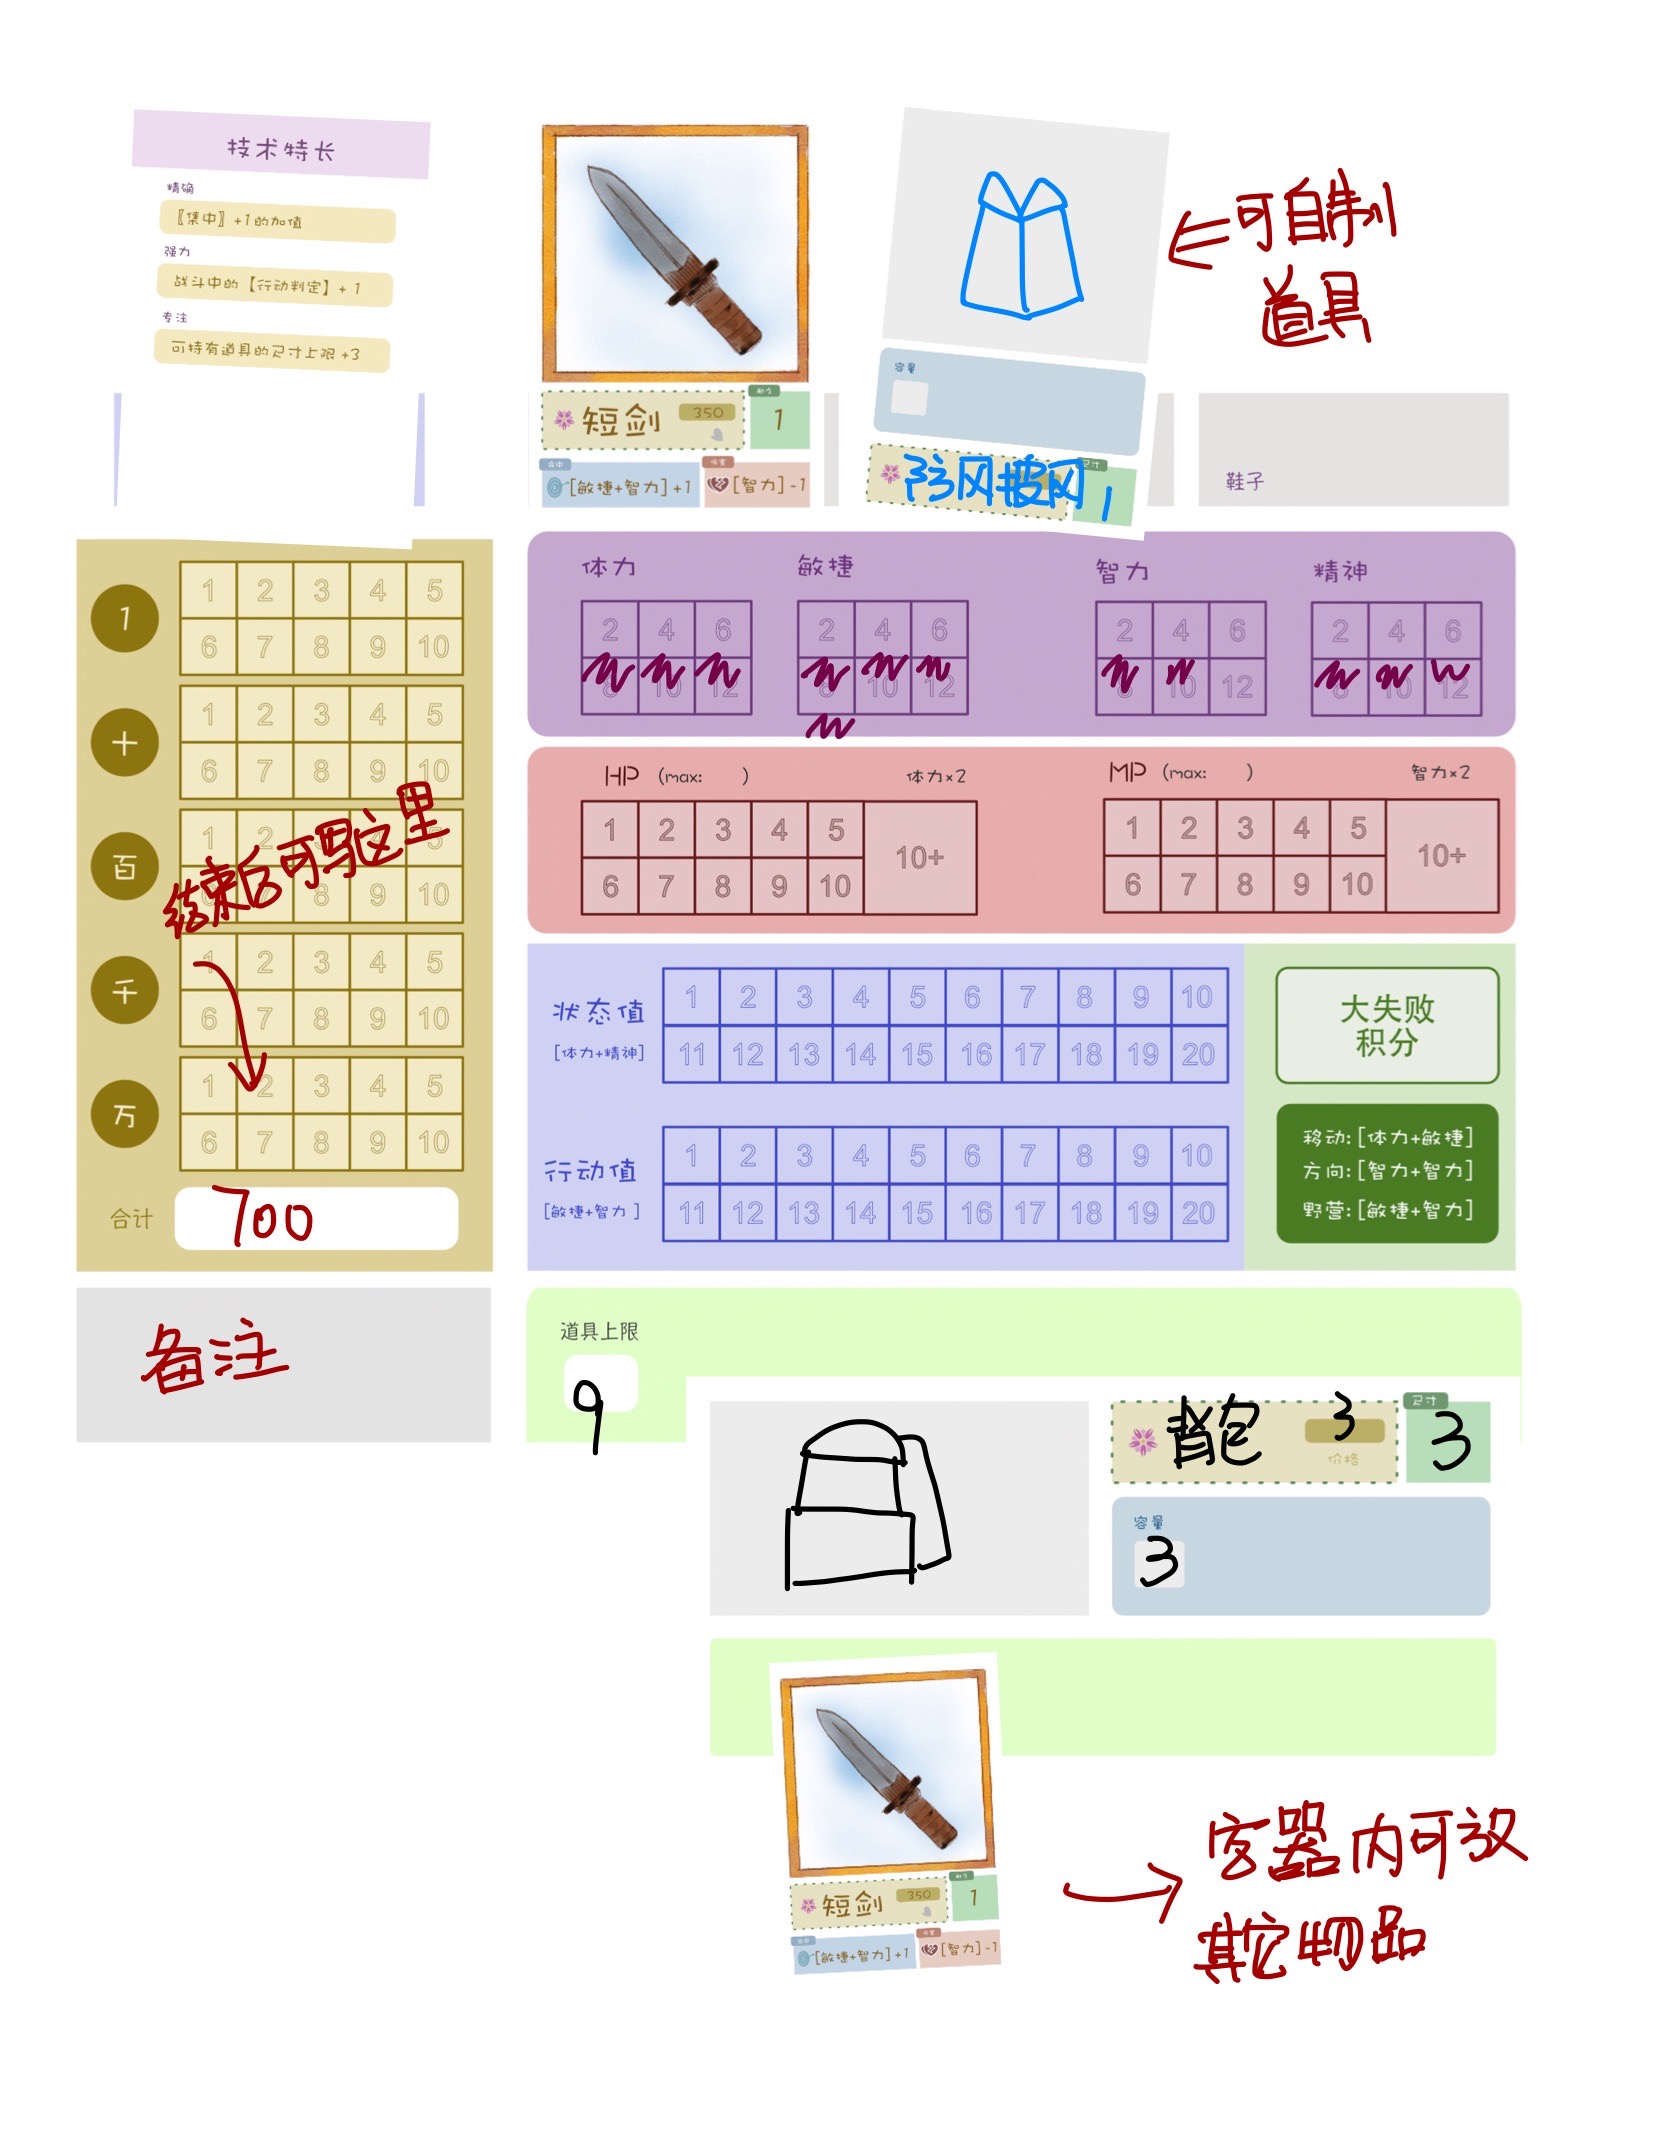 技术特长
精确
〖集中〗+1的加值
强力
战斗中的【行动判定】+1
专注
可持有道具的尺寸上限+3
短剑 350
1
[敏捷+智力]+1
[智力]-1
容量
防风披风
尺寸
1
可自制
道具
鞋子
1
1 2 3 4 5
6 7 8 9 10
十
1 2 3 4 5
6 7 8 9 10
百
1 2 5
8 9 10
千
1 2 3 4 5
6 7 8 9 10
万
1 2 3 4 5
6 7 8 9 10
结束后可写这里
合计 700
备注
体力
2 4 6
8 10 12
敏捷
2 4 6
8 10 12
智力
2 4 6
10 12
精神
2 4 6
8 10 12
HP (max: ) 体力×2
1 2 3 4 5 10+
6 7 8 9 10
MP (max: ) 智力×2
1 2 3 4 5 10+
6 7 8 9 10
状态值
[体力+精神]
1 2 3 4 5 6 7 8 9 10
11 12 13 14 15 16 17 18 19 20
行动值
[敏捷+智力]
1 2 3 4 5 6 7 8 9 10
11 12 13 14 15 16 17 18 19 20
大失败
积分
移动:[体力+敏捷]
方向:[智力+智力]
野营:[敏捷+智力]
道具上限
9
背包 3
价格
尺寸
3
容量
3
短剑 350
1
[敏捷+智力]+1
[智力]-1
容器内可放
其它物品